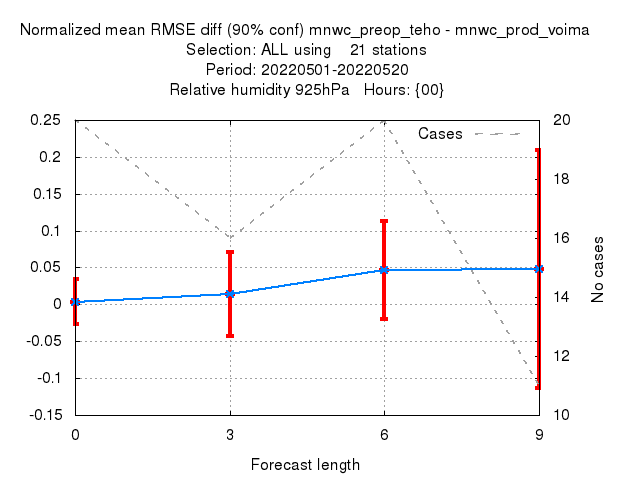 Normalized mean RMSE diff (90% conf) mnwc_preop_teho - mnwc_prod_voima
Selection: ALL using    21 stations
Period: 20220501-20220520
Relative humidity 925hPa   Hours: {00}
0.25
0.2
0.15
0.1
0.05
0
-0.05
-0.1
-0.15
Cases
20
18
16
14
12
10
No cases
0 3 6 9
Forecast length